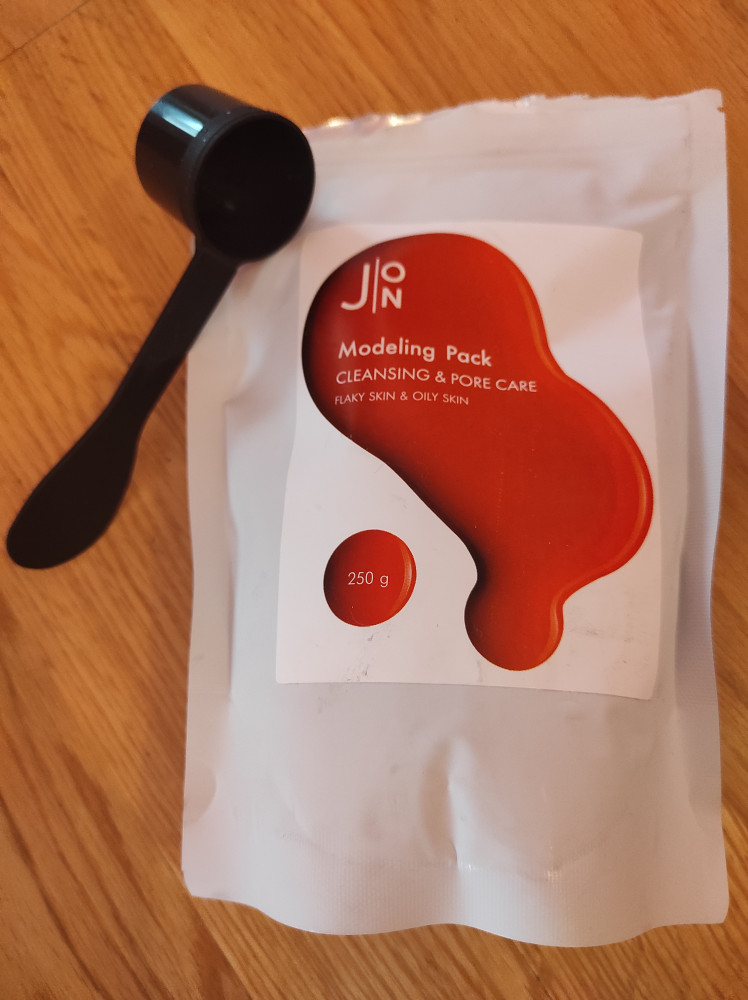 J|ON
Modeling Pack
CLEANSING & PORE CARE
FLAKY SKIN & OILY SKIN
250 g